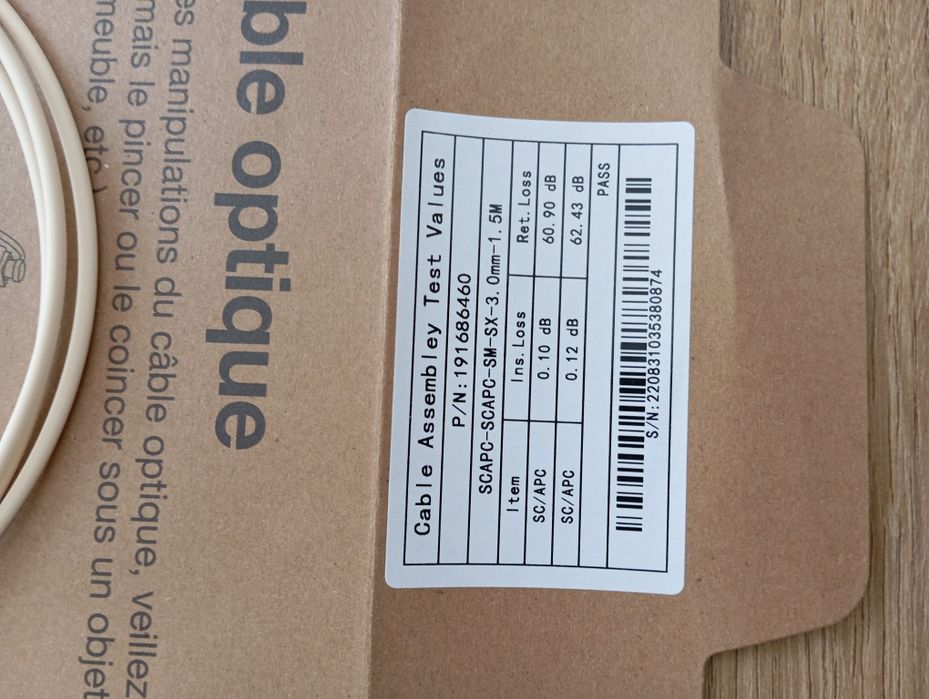 ble optique
es manipulations du câble optique, veillez
mais le pincer ou le coincer sous un objet
meuble, etc.)
Cable Assembley Test Values
P/N:191686460
SCAPC-SCAPC-SM-SX-3.0mm-1.5M
Item Ins.Loss Ret.Loss
SC/APC 0.10 dB 60.90 dB
SC/APC 0.12 dB 62.43 dB
PASS
S/N:220831035380874